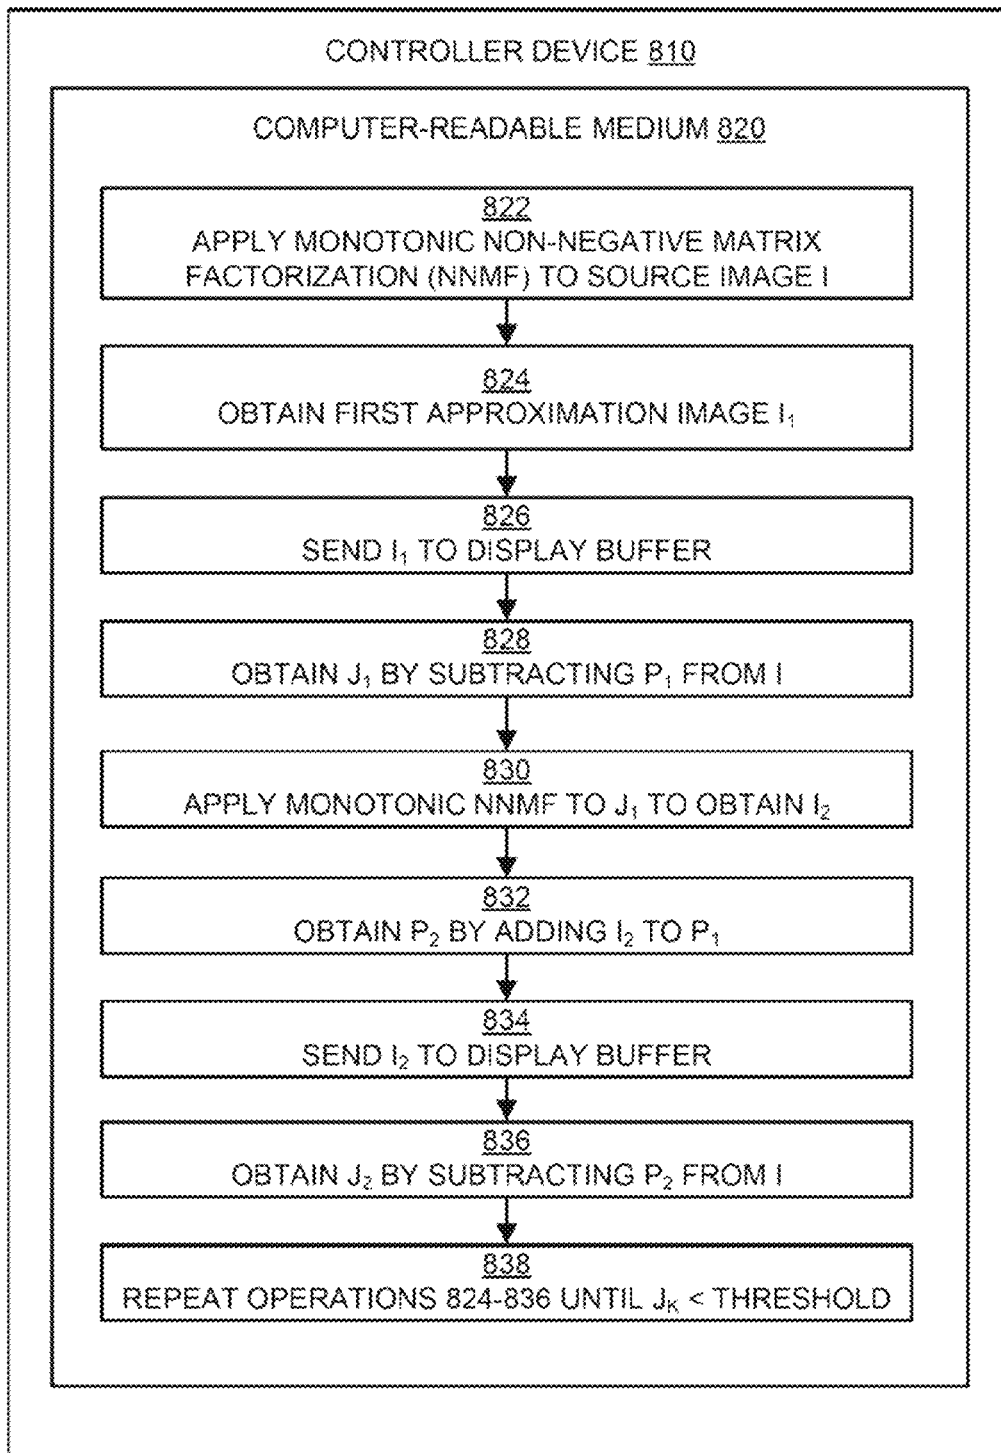 CONTROLLER DEVICE 810
COMPUTER-READABLE MEDIUM 820
822
APPLY MONOTONIC NON-NEGATIVE MATRIX
FACTORIZATION (NNMF) TO SOURCE IMAGE I
824
OBTAIN FIRST APPROXIMATION IMAGE I₁
826
SEND I₁ TO DISPLAY BUFFER
828
OBTAIN J₁ BY SUBTRACTING P₁ FROM I
830
APPLY MONOTONIC NNMF TO J₁ TO OBTAIN I₂
832
OBTAIN P₂ BY ADDING I₂ TO P₁
834
SEND I₂ TO DISPLAY BUFFER
836
OBTAIN J₂ BY SUBTRACTING P₂ FROM I
838
REPEAT OPERATIONS 824-836 UNTIL J_K < THRESHOLD